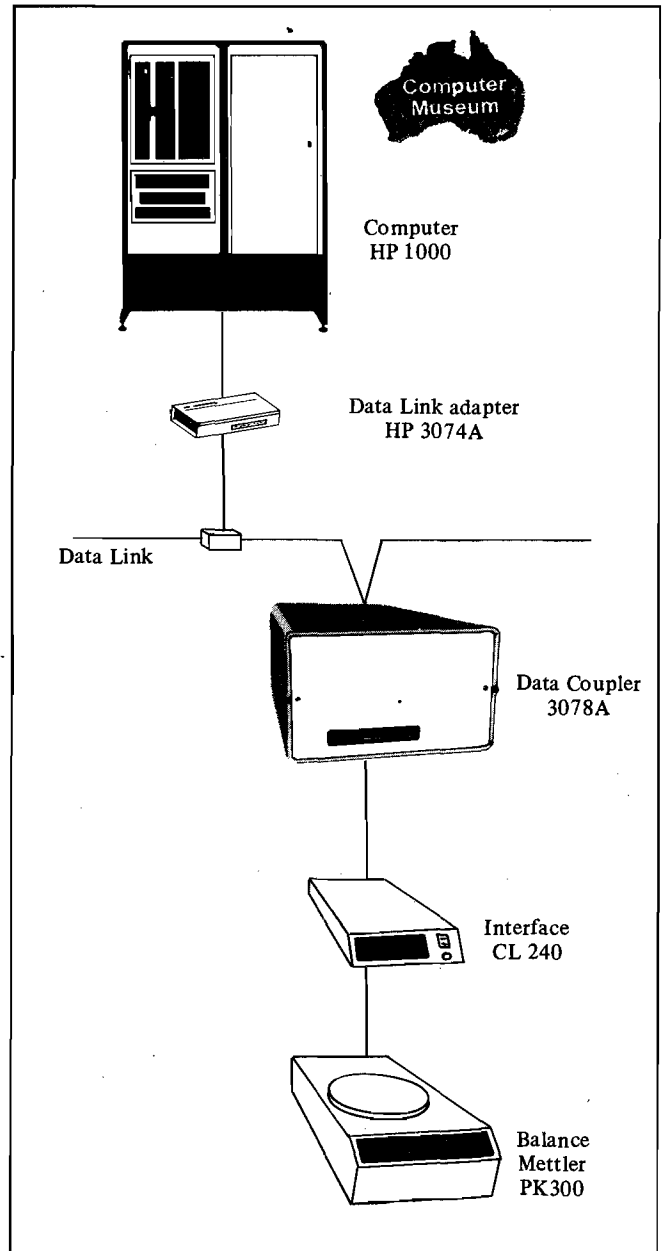 Computer
Museum
Computer
HP 1000
Data Link adapter
HP 3074A
Data Link
Data Coupler
3078A
Interface
CL 240
Balance
Mettler
PK300